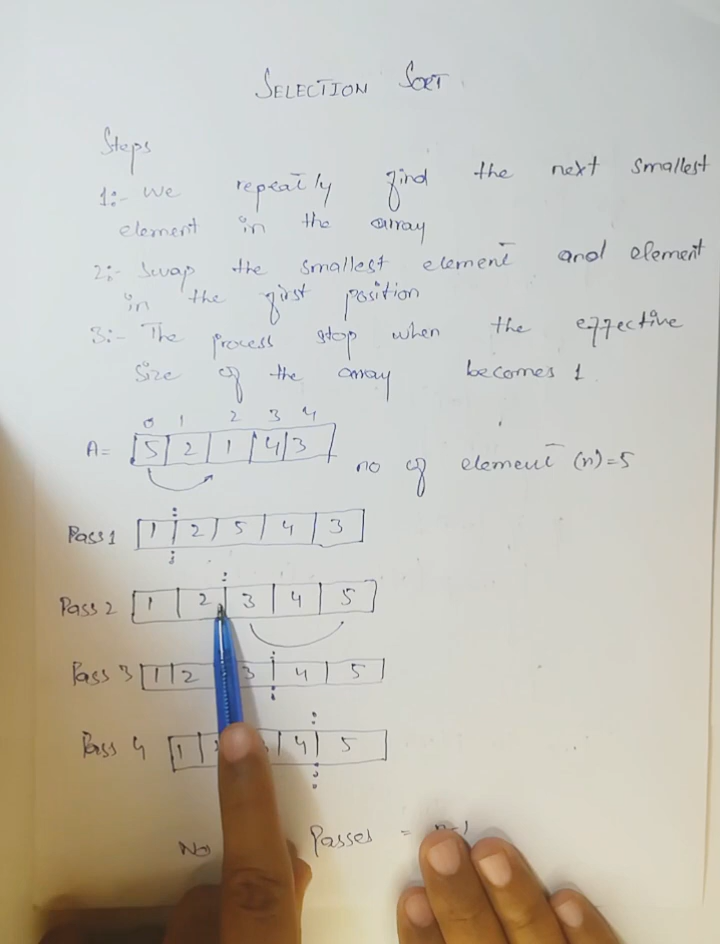 SELECTION SORT
Steps
1:- we repeatly find the next smallest
element in the array
2:- Swap the smallest element and element
in the first position
3:- The process stop when the effective
size of the array becomes 1
0 1 2 3 4
A= 5 2 1 4 3
no of element (n)=5
Pass 1 1 2 5 4 3
Pass 2 1 2 3 4 5
Pass 3 1 2 3 4 5
Pass 4 1 4 5
No Passes = n-1